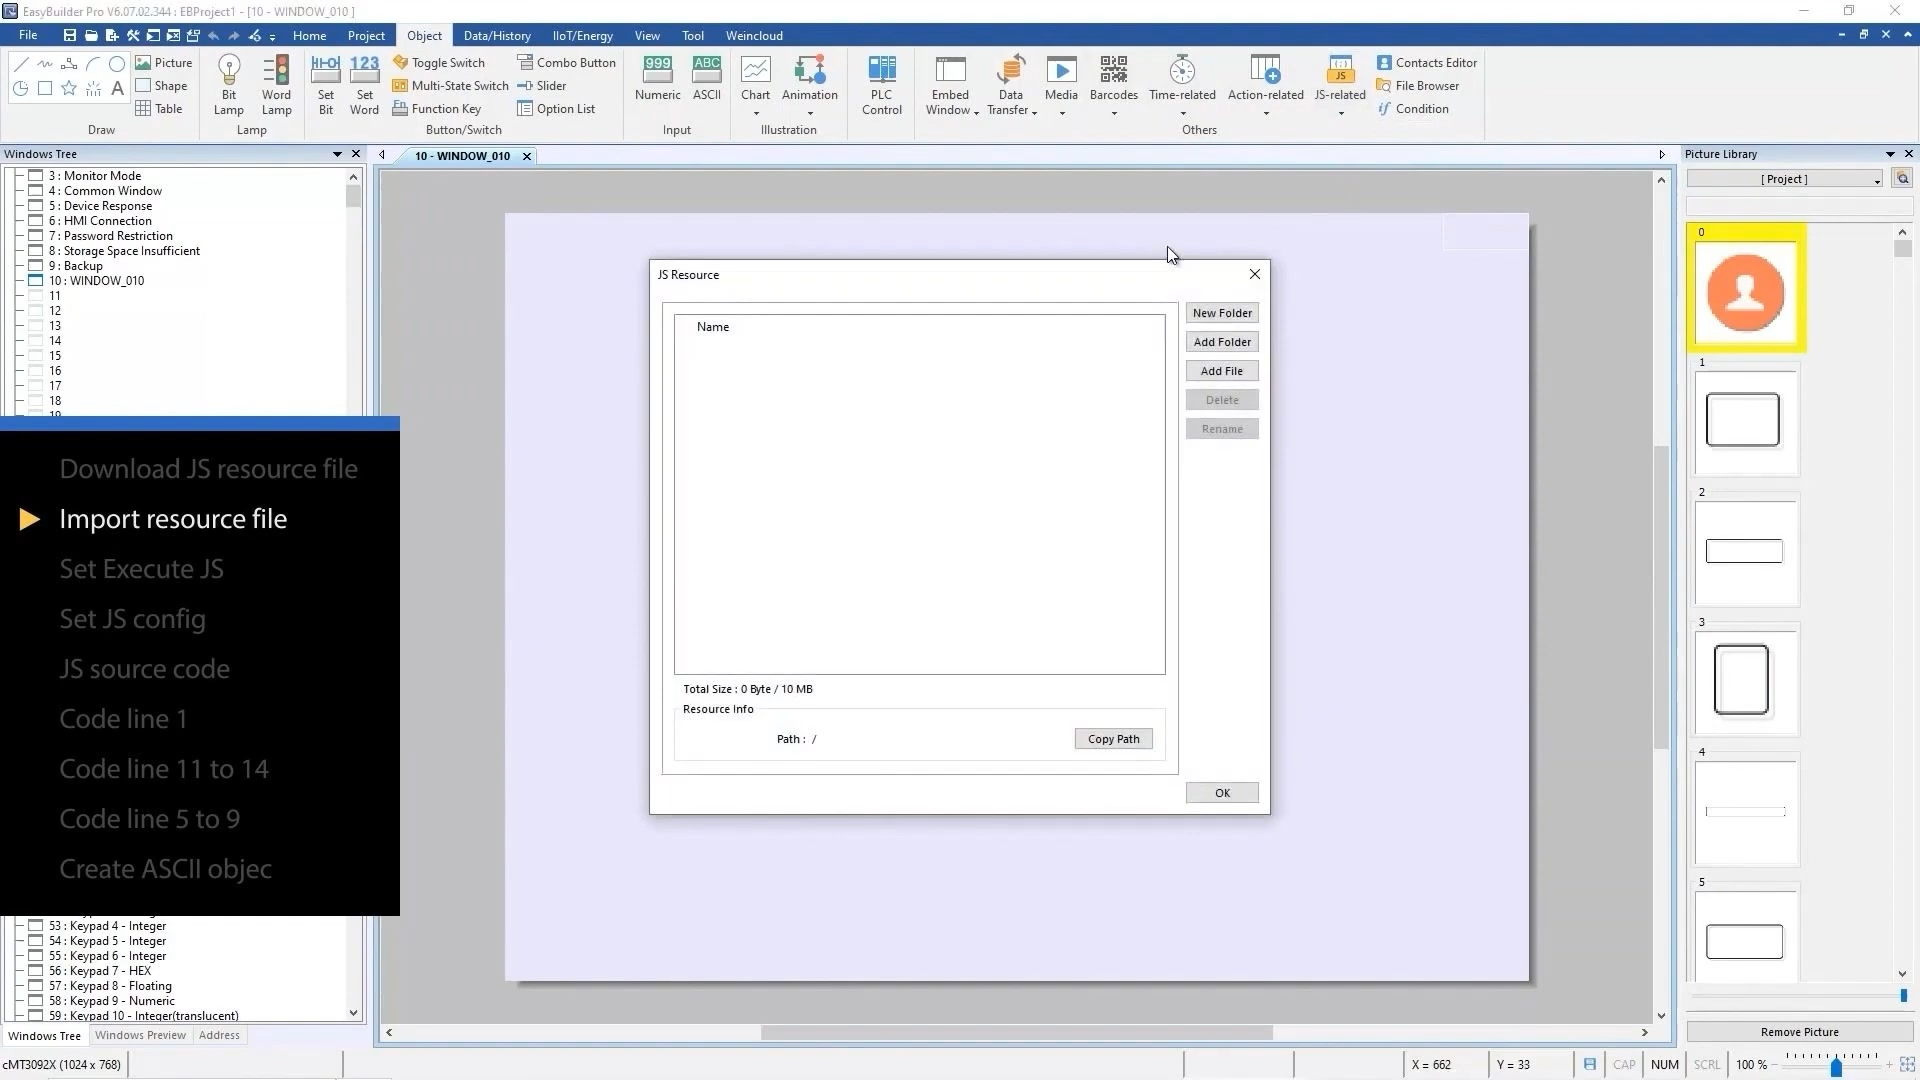 EasyBuilder Pro V6.07.02.344 : EBProject1 - [10 - WINDOW_010 ]
File Home Project Object Data/History IIoT/Energy View Tool Weincloud
Picture
Shape
Table
Draw
Bit Lamp
Word Lamp
Lamp
Set Bit
123
Set Word
Toggle Switch
Multi-State Switch
Function Key
Combo Button
Slider
Option List
Button/Switch
999
Numeric
ABC
ASCII
Input
Chart
Animation
Illustration
PLC Control
Embed Window
Data Transfer
Media
Barcodes
Time-related
Action-related
JS
JS-related
Contacts Editor
File Browser
Condition
Others
Windows Tree
3 : Monitor Mode
4 : Common Window
5 : Device Response
6 : HMI Connection
7 : Password Restriction
8 : Storage Space Insufficient
9 : Backup
10 : WINDOW_010
11
12
13
14
15
16
17
18
Download JS resource file
Import resource file
Set Execute JS
Set JS config
JS source code
Code line 1
Code line 11 to 14
Code line 5 to 9
Create ASCII objec
53 : Keypad 4 - Integer
54 : Keypad 5 - Integer
55 : Keypad 6 - Integer
56 : Keypad 7 - HEX
57 : Keypad 8 - Floating
58 : Keypad 9 - Numeric
59 : Keypad 10 - Integer(translucent)
Windows Tree Windows Preview Address
10 - WINDOW_010
JS Resource
Name
New Folder
Add Folder
Add File
Delete
Rename
Total Size : 0 Byte / 10 MB
Resource Info
Path : /
Copy Path
OK
Picture Library
[ Project ]
0
1
2
3
4
5
Remove Picture
cMT3092X (1024 x 768)
X = 662 Y = 33 CAP NUM SCRL 100 %